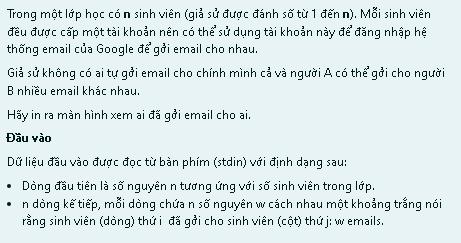 Trong một lớp học có n sinh viên (giả sử được đánh số từ 1 đến n). Mỗi sinh viên
đều được cấp một tài khoản nên có thể sử dụng tài khoản này để đăng nhập hệ
thống email của Google để gởi email cho nhau.
Giả sử không có ai tự gởi email cho chính mình cả và người A có thể gởi cho người
B nhiều email khác nhau.
Hãy in ra màn hình xem ai đã gởi email cho ai.
Đầu vào
Dữ liệu đầu vào được đọc từ bàn phím (stdin) với định dạng sau:
• Dòng đầu tiên là số nguyên n tương ứng với số sinh viên trong lớp.
• n dòng kế tiếp, mỗi dòng chứa n số nguyên w cách nhau một khoảng trắng nói
rằng sinh viên (dòng) thứ i đã gởi cho sinh viên (cột) thứ j: w emails.